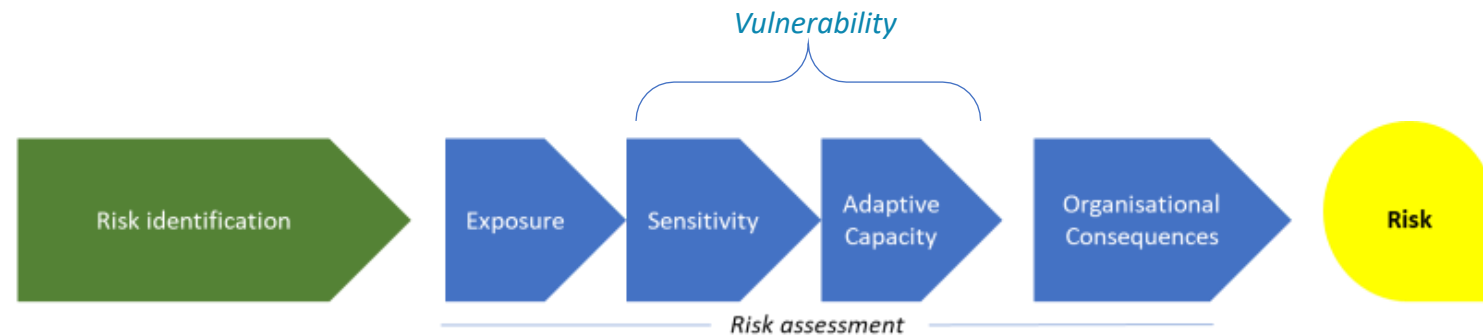 Vulnerability
Risk identification
Exposure
Sensitivity
Adaptive
Capacity
Organisational
Consequences
Risk
Risk assessment